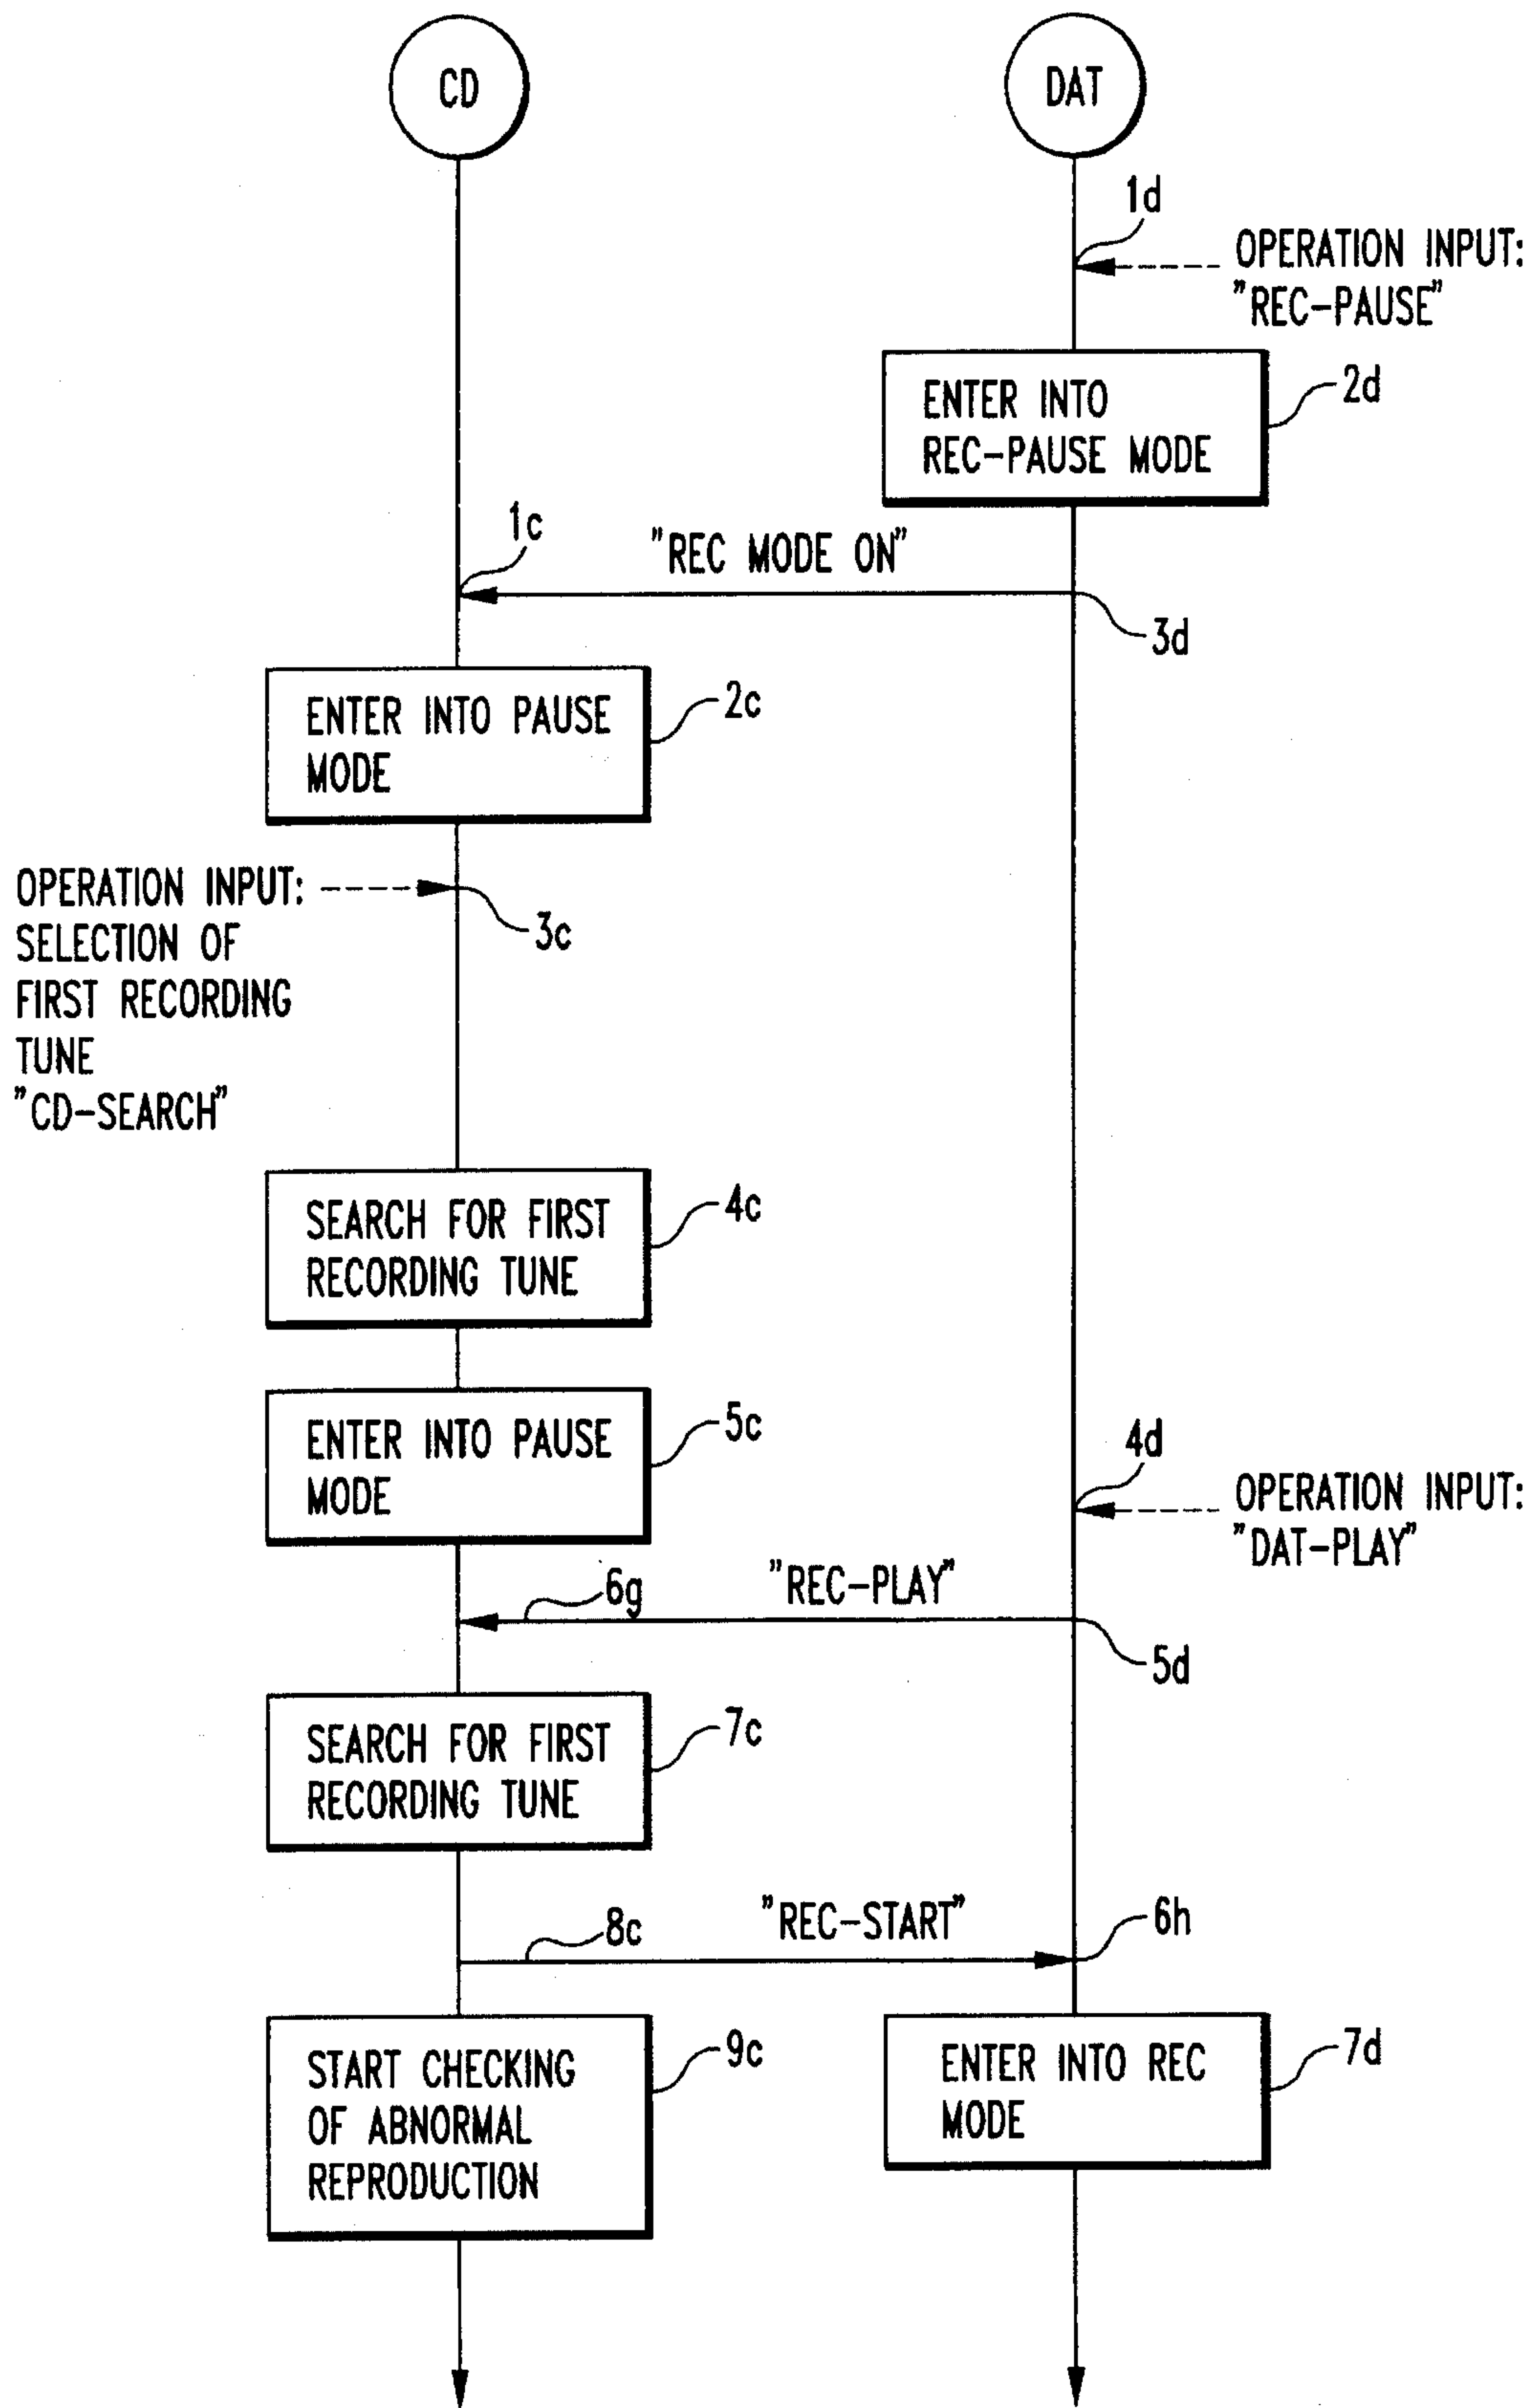 CD
DAT
1d
OPERATION INPUT:
"REC-PAUSE"
ENTER INTO
REC-PAUSE MODE
2d
1c
"REC MODE ON"
3d
ENTER INTO PAUSE
MODE
2c
OPERATION INPUT:
SELECTION OF
FIRST RECORDING
TUNE
"CD-SEARCH"
3c
SEARCH FOR FIRST
RECORDING TUNE
4c
ENTER INTO PAUSE
MODE
5c
4d
OPERATION INPUT:
"DAT-PLAY"
6g
"REC-PLAY"
5d
SEARCH FOR FIRST
RECORDING TUNE
7c
8c
"REC-START"
6h
START CHECKING
OF ABNORMAL
REPRODUCTION
9c
ENTER INTO REC
MODE
7d